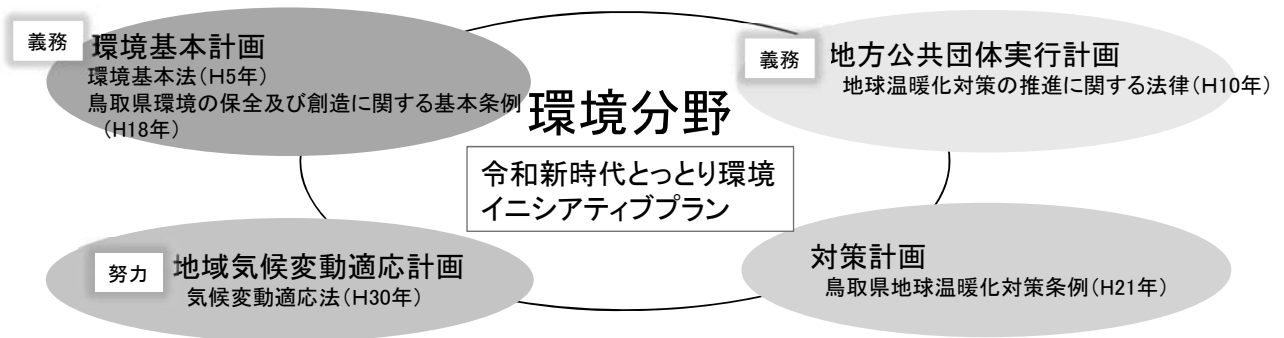 義務
環境基本計画
環境基本法(H5年)
鳥取県環境の保全及び創造に関する基本条例
(H18年)
義務
地方公共団体実行計画
地球温暖化対策の推進に関する法律(H10年)
環境分野
令和新時代とっとり環境
イニシアティブプラン
努力
地域気候変動適応計画
気候変動適応法(H30年)
対策計画
鳥取県地球温暖化対策条例(H21年)